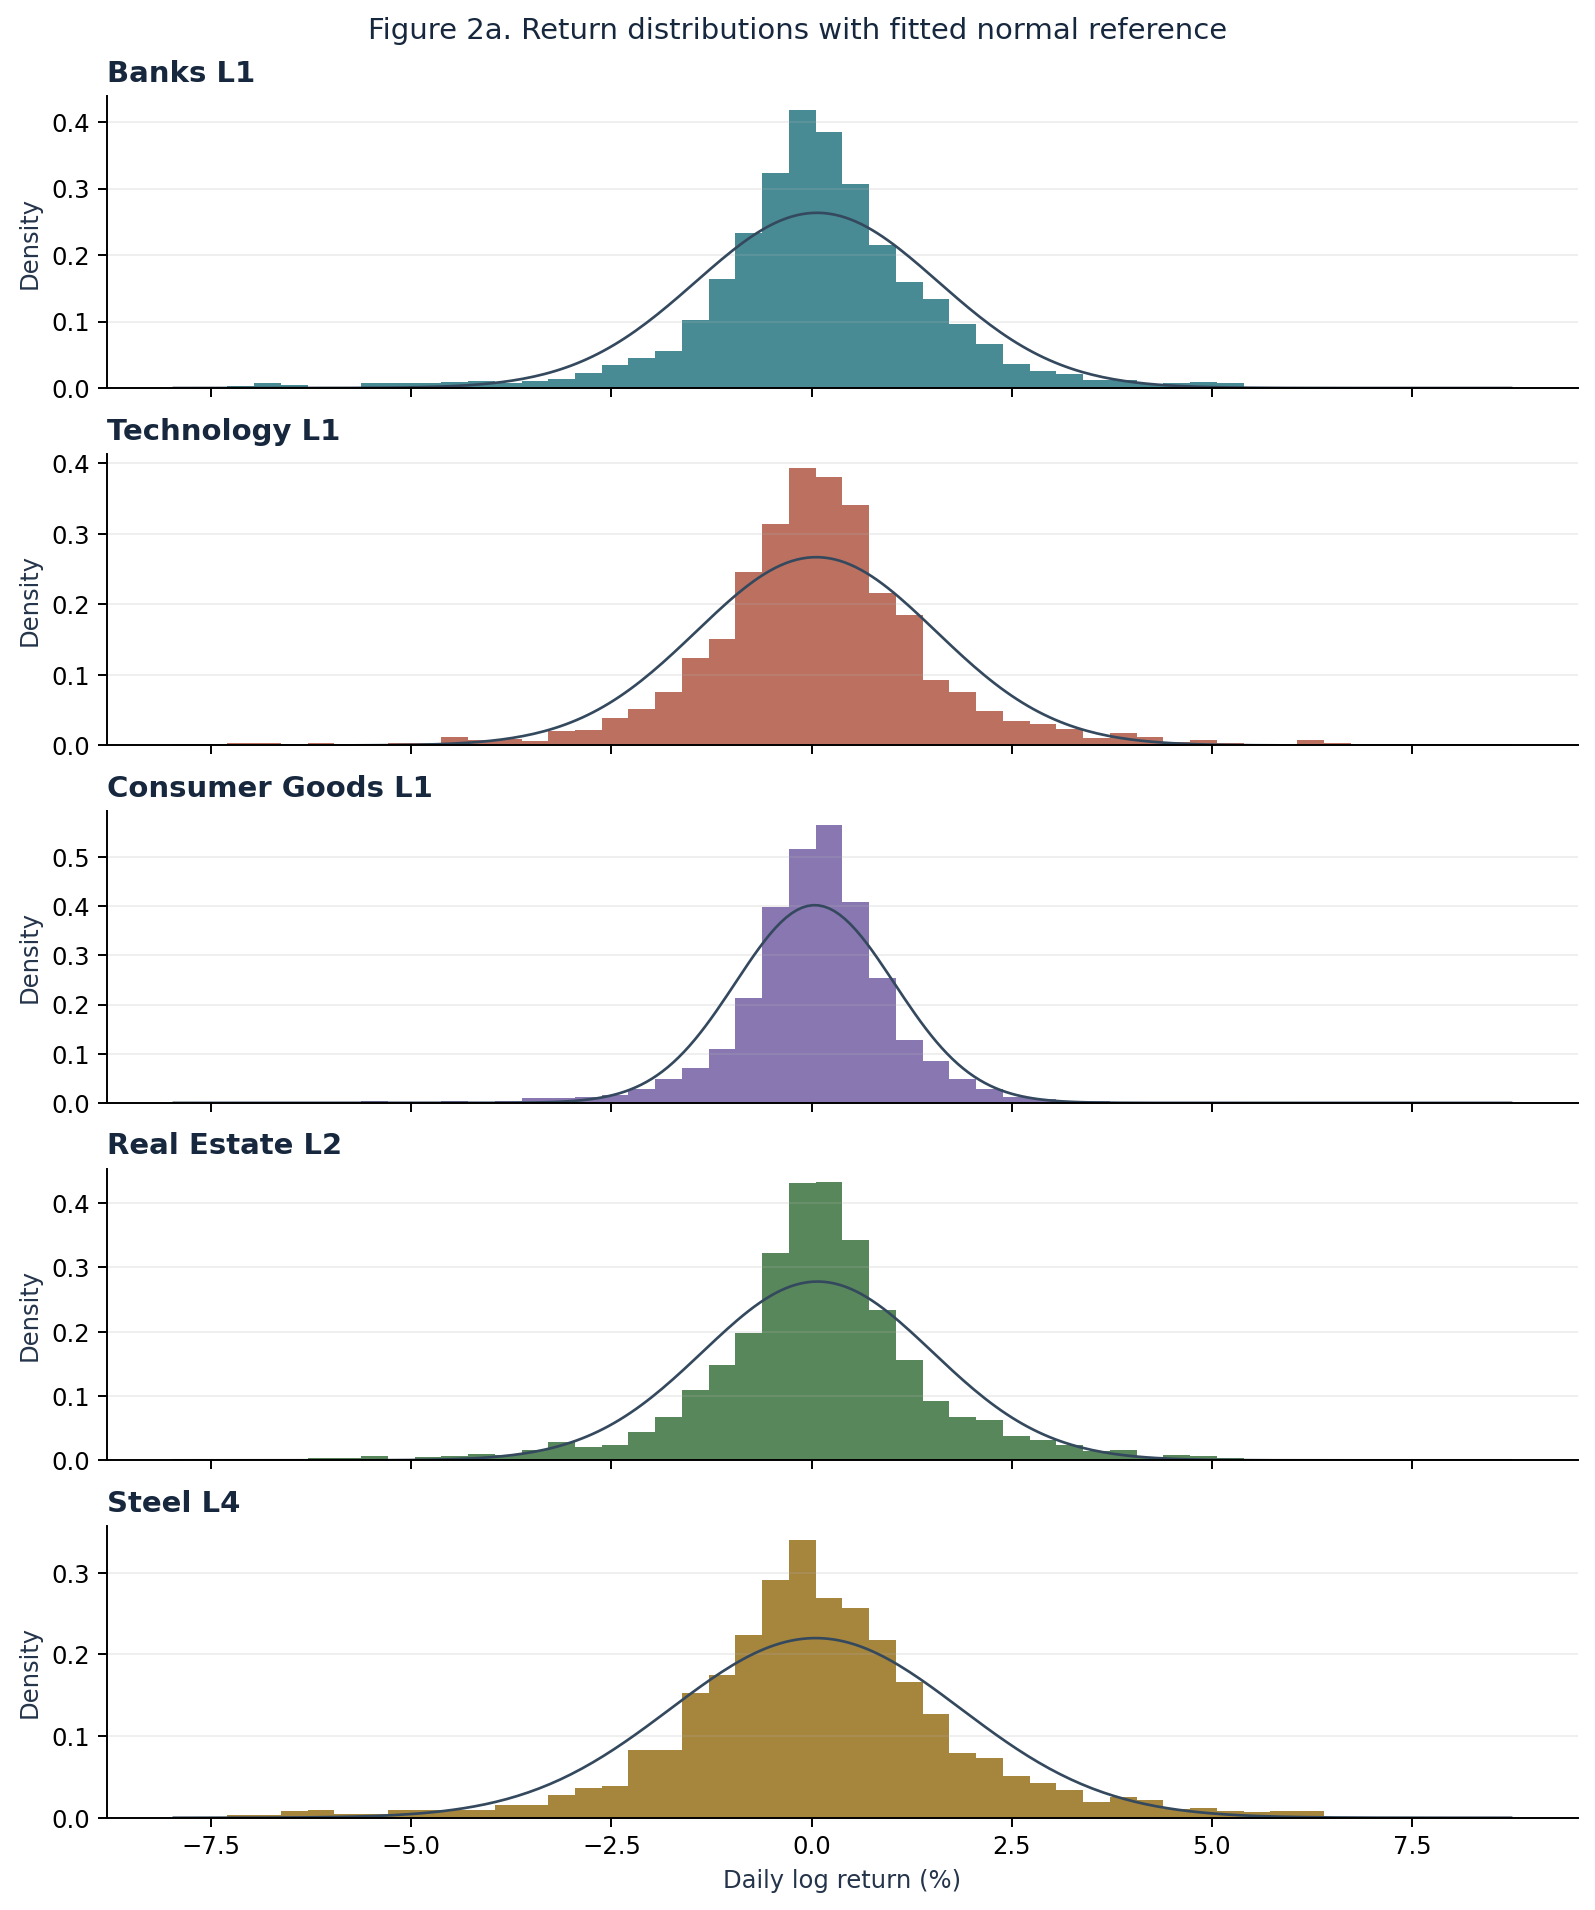 Figure 2a. Return distributions with fitted normal reference
Banks L1
Density
0.4
0.3
0.2
0.1
0.0
Technology L1
Density
0.4
0.3
0.2
0.1
0.0
Consumer Goods L1
Density
0.5
0.4
0.3
0.2
0.1
0.0
Real Estate L2
Density
0.4
0.3
0.2
0.1
0.0
Steel L4
Density
0.3
0.2
0.1
0.0
−7.5 −5.0 −2.5 0.0 2.5 5.0 7.5
Daily log return (%)